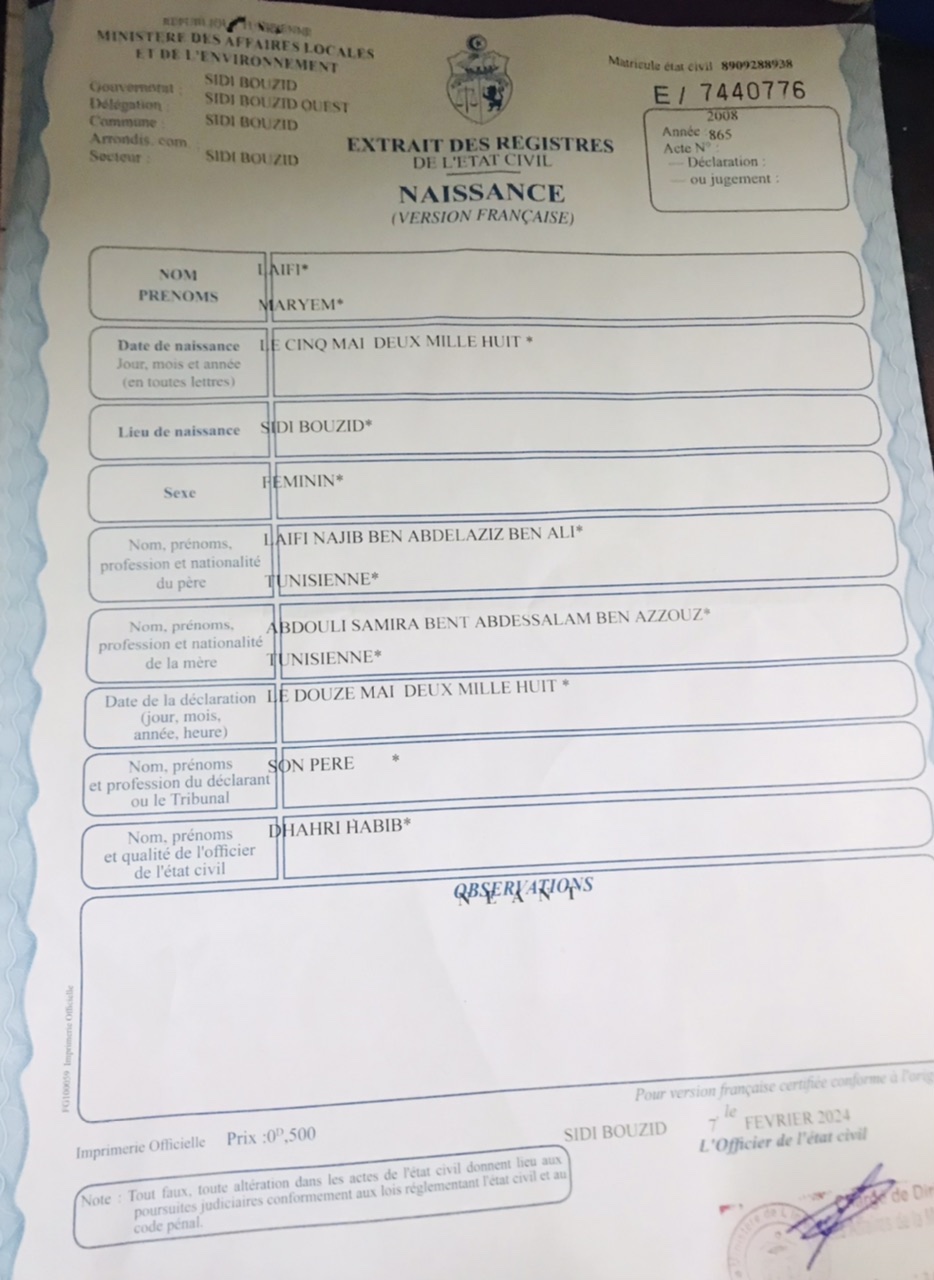 REPUBLIQUE TUNISIENNE
MINISTERE DES AFFAIRES LOCALES
ET DE L'ENVIRONNEMENT
Gouvernorat : SIDI BOUZID
Délégation : SIDI BOUZID OUEST
Commune : SIDI BOUZID
Arrondis. com :
Secteur : SIDI BOUZID
Matricule état civil 8909288938
E / 7440776
2008
Année 865
Acte N° :
— Déclaration :
— ou jugement :
EXTRAIT DES REGISTRES
DE L'ETAT CIVIL
NAISSANCE
(VERSION FRANÇAISE)
NOM LAIFI*
PRENOMS MARYEM*
Date de naissance LE CINQ MAI DEUX MILLE HUIT *
Jour, mois et année
(en toutes lettres)
Lieu de naissance SIDI BOUZID*
Sexe FEMININ*
Nom, prénoms, LAIFI NAJIB BEN ABDELAZIZ BEN ALI*
profession et nationalité
du père TUNISIENNE*
Nom, prénoms, ABDOULI SAMIRA BENT ABDESSALAM BEN AZZOUZ*
profession et nationalité
de la mère TUNISIENNE*
Date de la déclaration LE DOUZE MAI DEUX MILLE HUIT *
(jour, mois,
année, heure)
Nom, prénoms SON PERE *
et profession du déclarant
ou le Tribunal
Nom, prénoms DHAHRI HABIB*
et qualité de l'officier
de l'état civil
OBSERVATIONS
N E A N T
FG100059 Imprimerie Officielle
Pour version française certifiée conforme à l'orig
SIDI BOUZID 7 le FEVRIER 2024
L'Officier de l'état civil
Imprimerie Officielle Prix :0D,500
Note : Tout faux, toute altération dans les actes de l'état civil donnent lieu aux
poursuites judiciaires conformement aux lois réglementant l'état civil et au
code pénal.